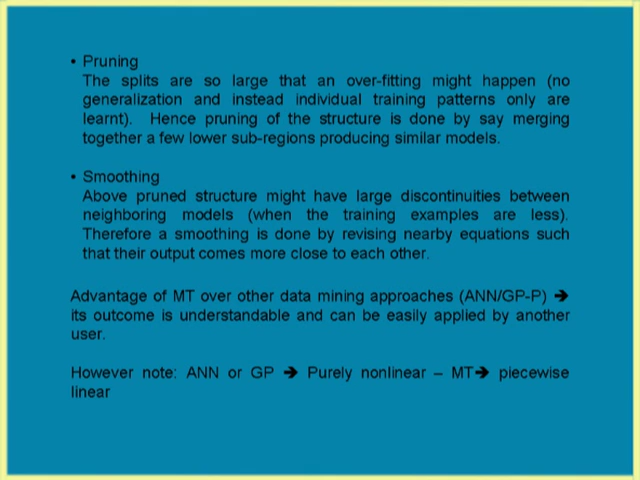 • Pruning
The splits are so large that an over-fitting might happen (no
generalization and instead individual training patterns only are
learnt). Hence pruning of the structure is done by say merging
together a few lower sub-regions producing similar models.
• Smoothing
Above pruned structure might have large discontinuities between
neighboring models (when the training examples are less).
Therefore a smoothing is done by revising nearby equations such
that their output comes more close to each other.
Advantage of MT over other data mining approaches (ANN/GP-P) ➔
its outcome is understandable and can be easily applied by another
user.
However note: ANN or GP ➔ Purely nonlinear – MT➔ piecewise
linear